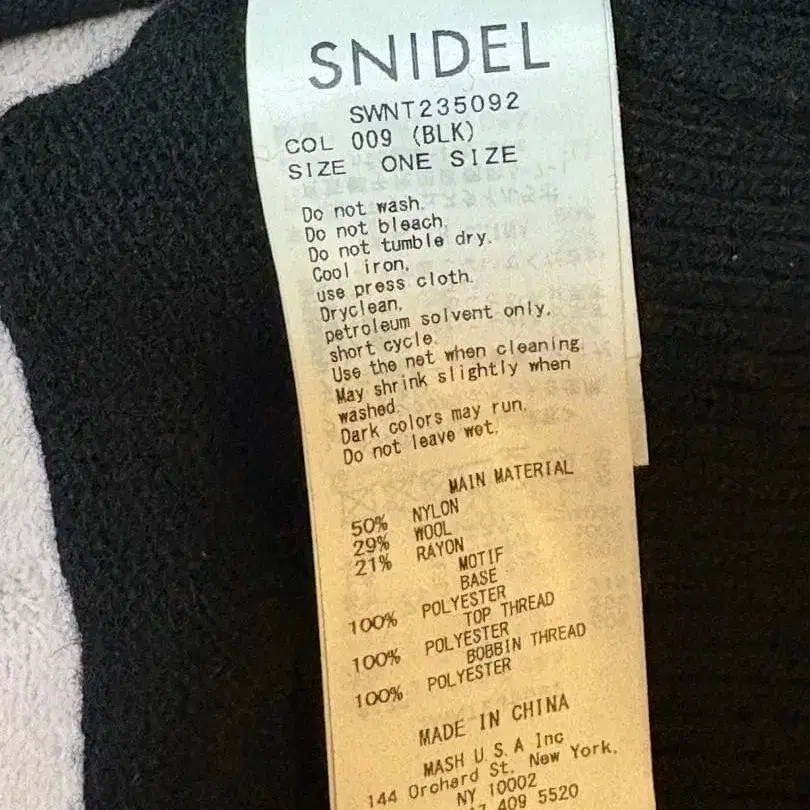 SNIDEL
SWNT235092
COL 009 (BLK)
SIZE ONE SIZE
Do not wash.
Do not bleach.
Do not tumble dry.
Cool iron.
use press cloth.
Dryclean.
petroleum solvent only.
short cycle.
Use the net when cleaning.
May shrink slightly when
washed.
Dark colors may run.
Do not leave wet.
MAIN MATERIAL
50% NYLON
29% WOOL
21% RAYON
MOTIF
BASE
100% POLYESTER
TOP THREAD
100% POLYESTER
BOBBIN THREAD
100% POLYESTER
MADE IN CHINA
MASH U.S.A Inc
144 Orchard St. New York.
NY 10002
409 5520